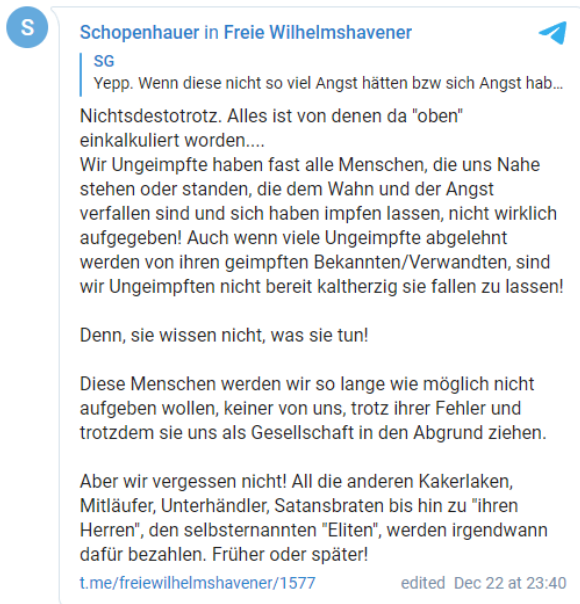 S
Schopenhauer in Freie Wilhelmshavener
SG
Yepp. Wenn diese nicht so viel Angst hätten bzw sich Angst hab...
Nichtsdestotrotz. Alles ist von denen da "oben"
einkalkuliert worden....
Wir Ungeimpfte haben fast alle Menschen, die uns Nahe
stehen oder standen, die dem Wahn und der Angst
verfallen sind und sich haben impfen lassen, nicht wirklich
aufgegeben! Auch wenn viele Ungeimpfte abgelehnt
werden von ihren geimpften Bekannten/Verwandten, sind
wir Ungeimpften nicht bereit kaltherzig sie fallen zu lassen!
Denn, sie wissen nicht, was sie tun!
Diese Menschen werden wir so lange wie möglich nicht
aufgeben wollen, keiner von uns, trotz ihrer Fehler und
trotzdem sie uns als Gesellschaft in den Abgrund ziehen.
Aber wir vergessen nicht! All die anderen Kakerlaken,
Mitläufer, Unterhändler, Satansbraten bis hin zu "ihren
Herren", den selbsternannten "Eliten", werden irgendwann
dafür bezahlen. Früher oder später!
t.me/freiewilhelmshavener/1577 edited Dec 22 at 23:40